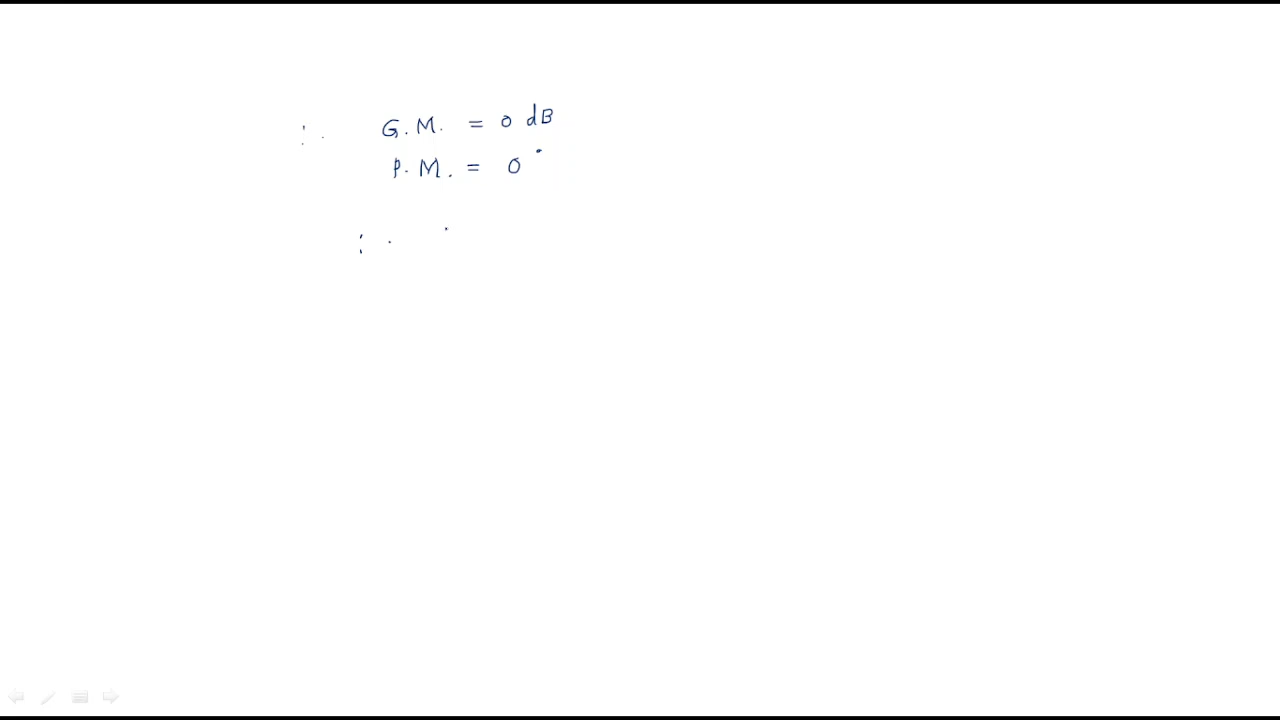 ∴ G.M. = 0 dB
P.M. = 0°
∴